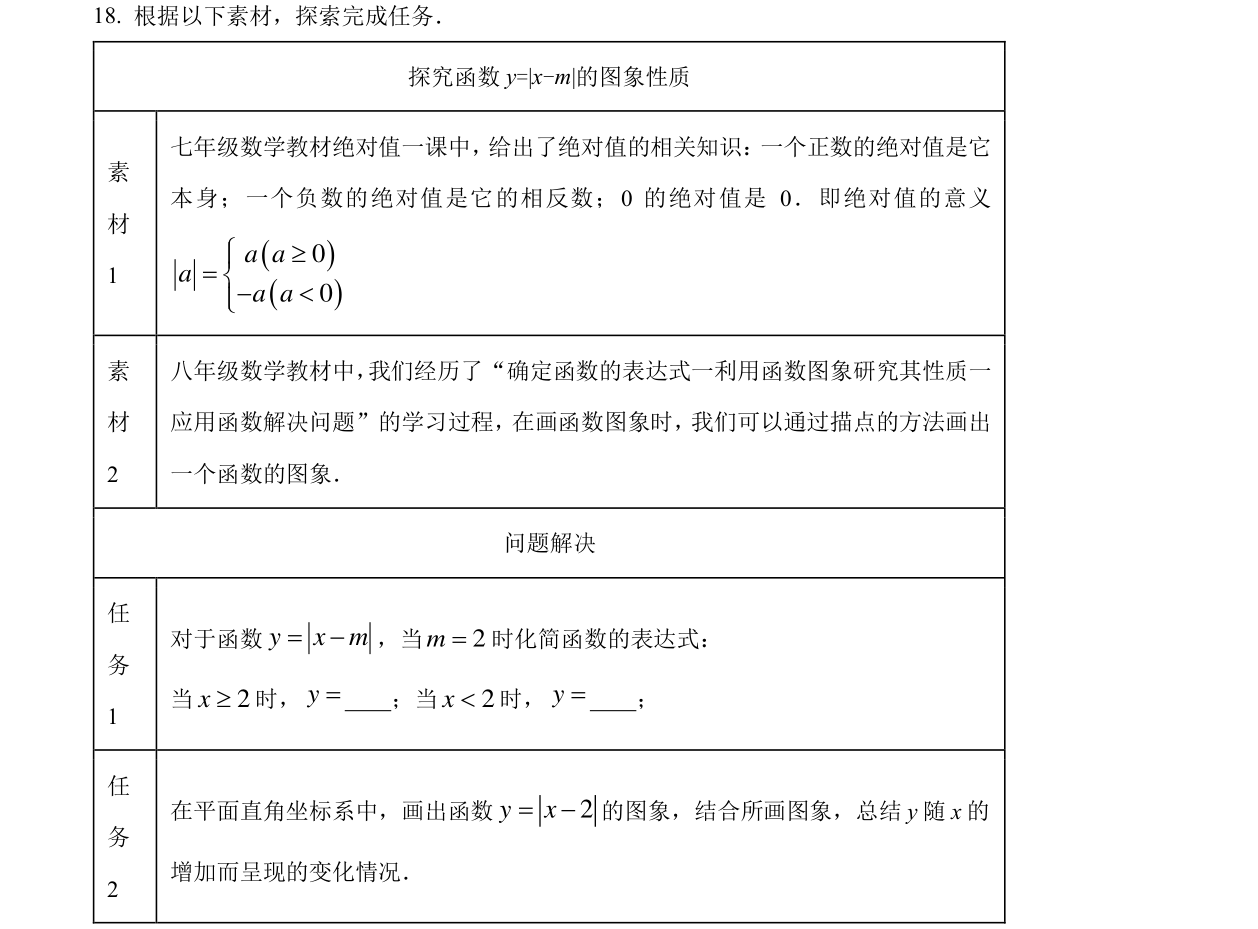 18. 根据以下素材，探索完成任务．
探究函数 y=|x−m|的图象性质
素材1
七年级数学教材绝对值一课中，给出了绝对值的相关知识：一个正数的绝对值是它
本身；一个负数的绝对值是它的相反数；0 的绝对值是 0．即绝对值的意义
|a| = { a(a ≥ 0)
−a(a < 0)
素材2
八年级数学教材中，我们经历了“确定函数的表达式一利用函数图象研究其性质一
应用函数解决问题”的学习过程，在画函数图象时，我们可以通过描点的方法画出
一个函数的图象．
问题解决
任务1
对于函数 y = |x − m|，当 m = 2 时化简函数的表达式：
当 x ≥ 2 时， y = ____；当 x < 2 时， y = ____；
任务2
在平面直角坐标系中，画出函数 y = |x − 2| 的图象，结合所画图象，总结 y 随 x 的
增加而呈现的变化情况．